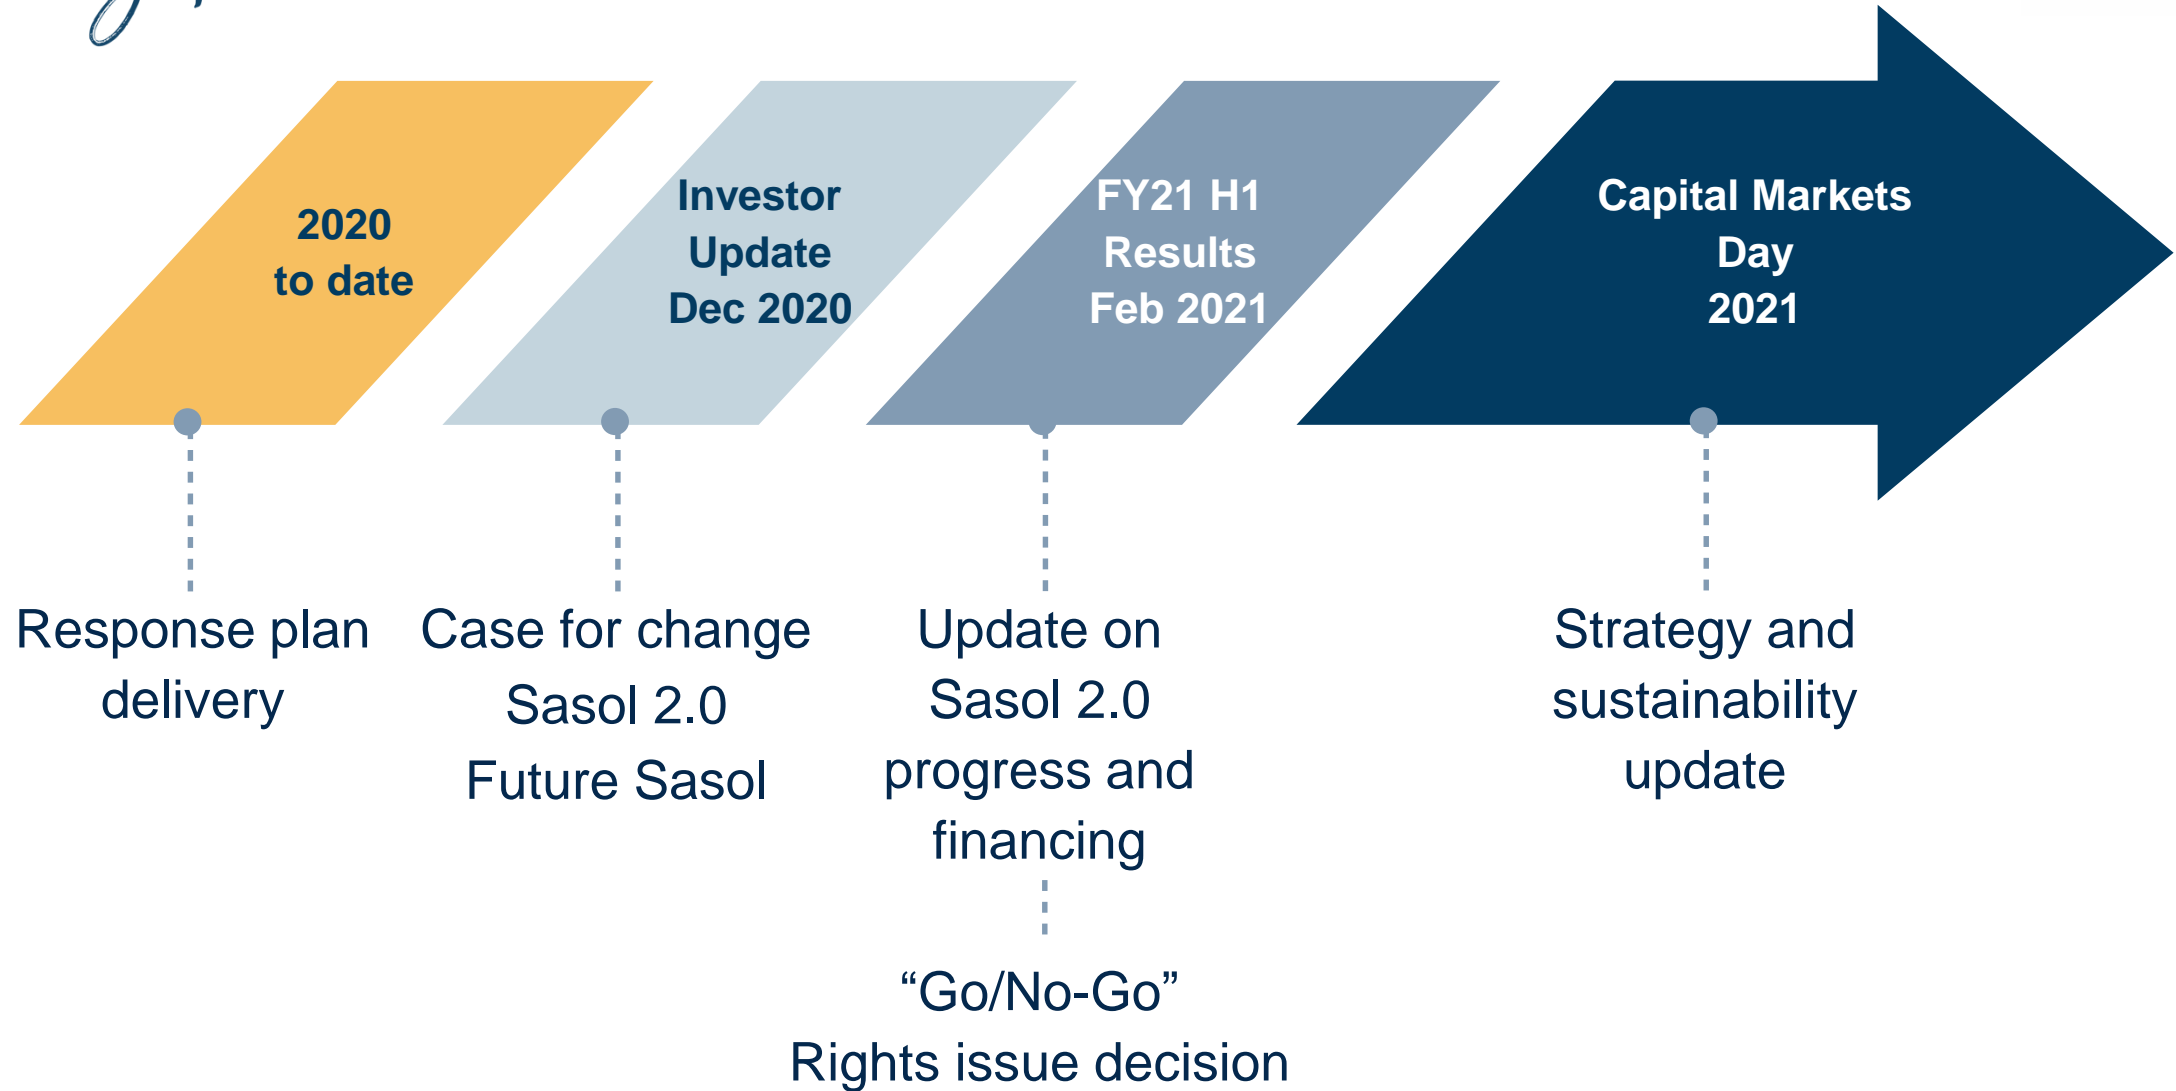 2020
to date
Investor
Update
Dec 2020
FY21 H1
Results
Feb 2021
Capital Markets
Day
2021
Response plan
delivery
Case for change
Sasol 2.0
Future Sasol
Update on
Sasol 2.0
progress and
financing
“Go/No-Go”
Rights issue decision
Strategy and
sustainability
update